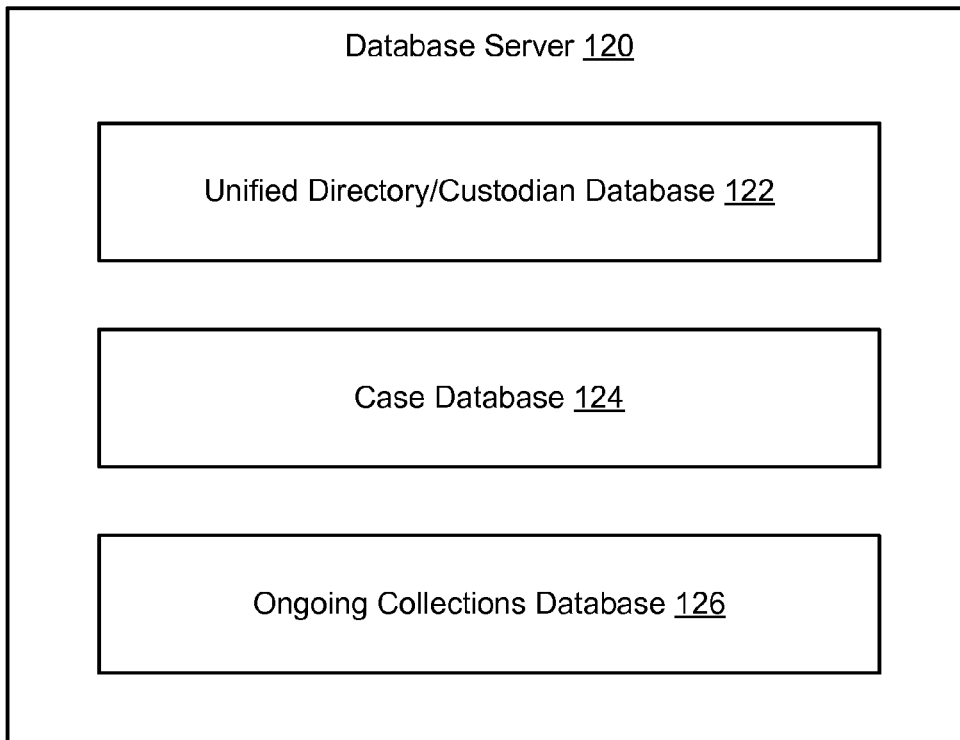 Database Server 120
Unified Directory/Custodian Database 122
Case Database 124
Ongoing Collections Database 126